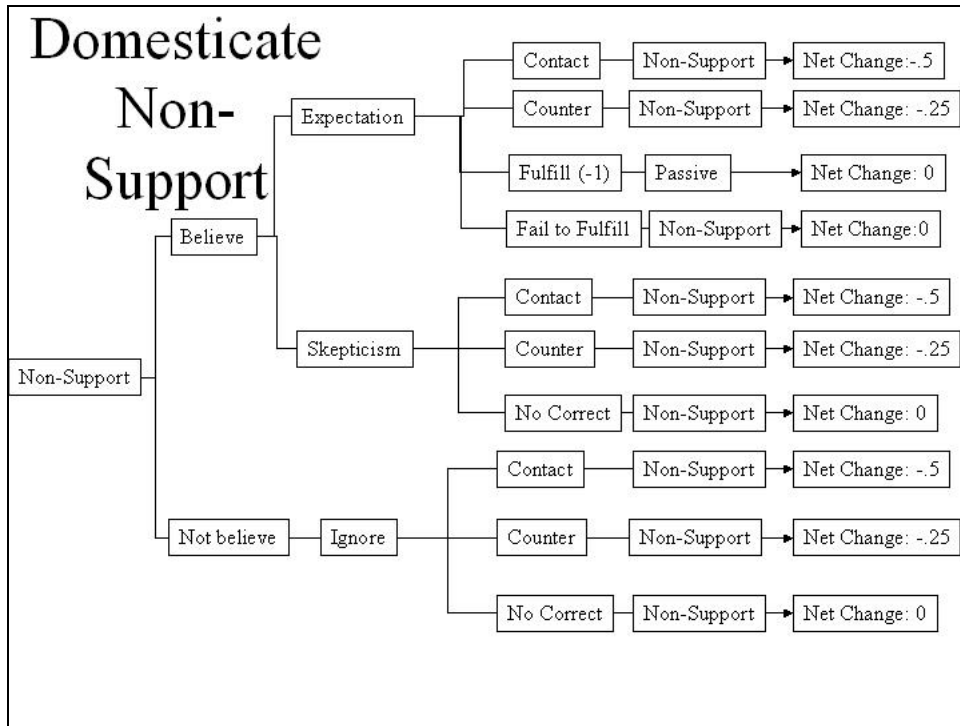 Domesticate
Non-
Support
Contact
Non-Support
Net Change:-.5
Counter
Non-Support
Net Change: -.25
Expectation
Fulfill (-1)
Passive
Net Change: 0
Believe
Fail to Fulfill
Non-Support
Net Change:0
Contact
Non-Support
Net Change: -.5
Skepticism
Counter
Non-Support
Net Change: -.25
Non-Support
No Correct
Non-Support
Net Change: 0
Contact
Non-Support
Net Change: -.5
Not believe
Ignore
Counter
Non-Support
Net Change: -.25
No Correct
Non-Support
Net Change: 0